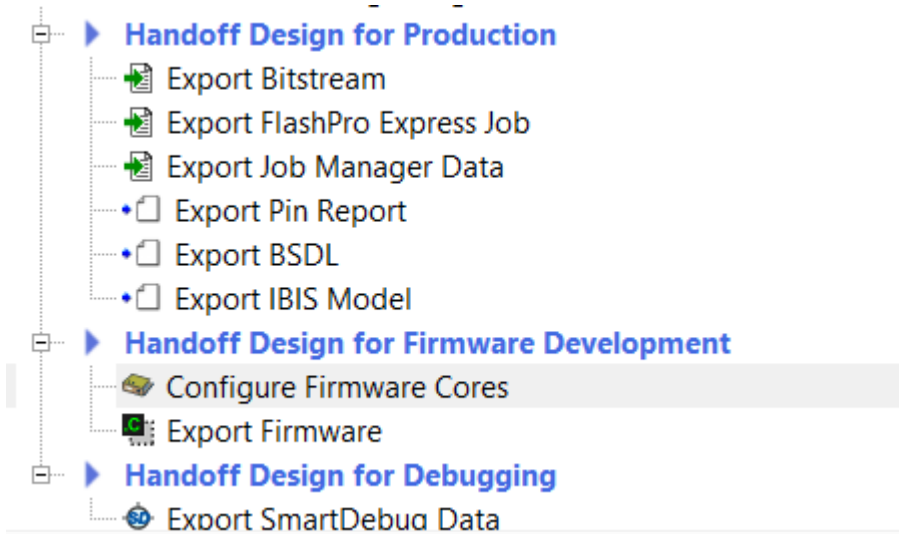 Handoff Design for Production
Export Bitstream
Export FlashPro Express Job
Export Job Manager Data
Export Pin Report
Export BSDL
Export IBIS Model
Handoff Design for Firmware Development
Configure Firmware Cores
.C
Export Firmware
Handoff Design for Debugging
SD
Export SmartDebug Data